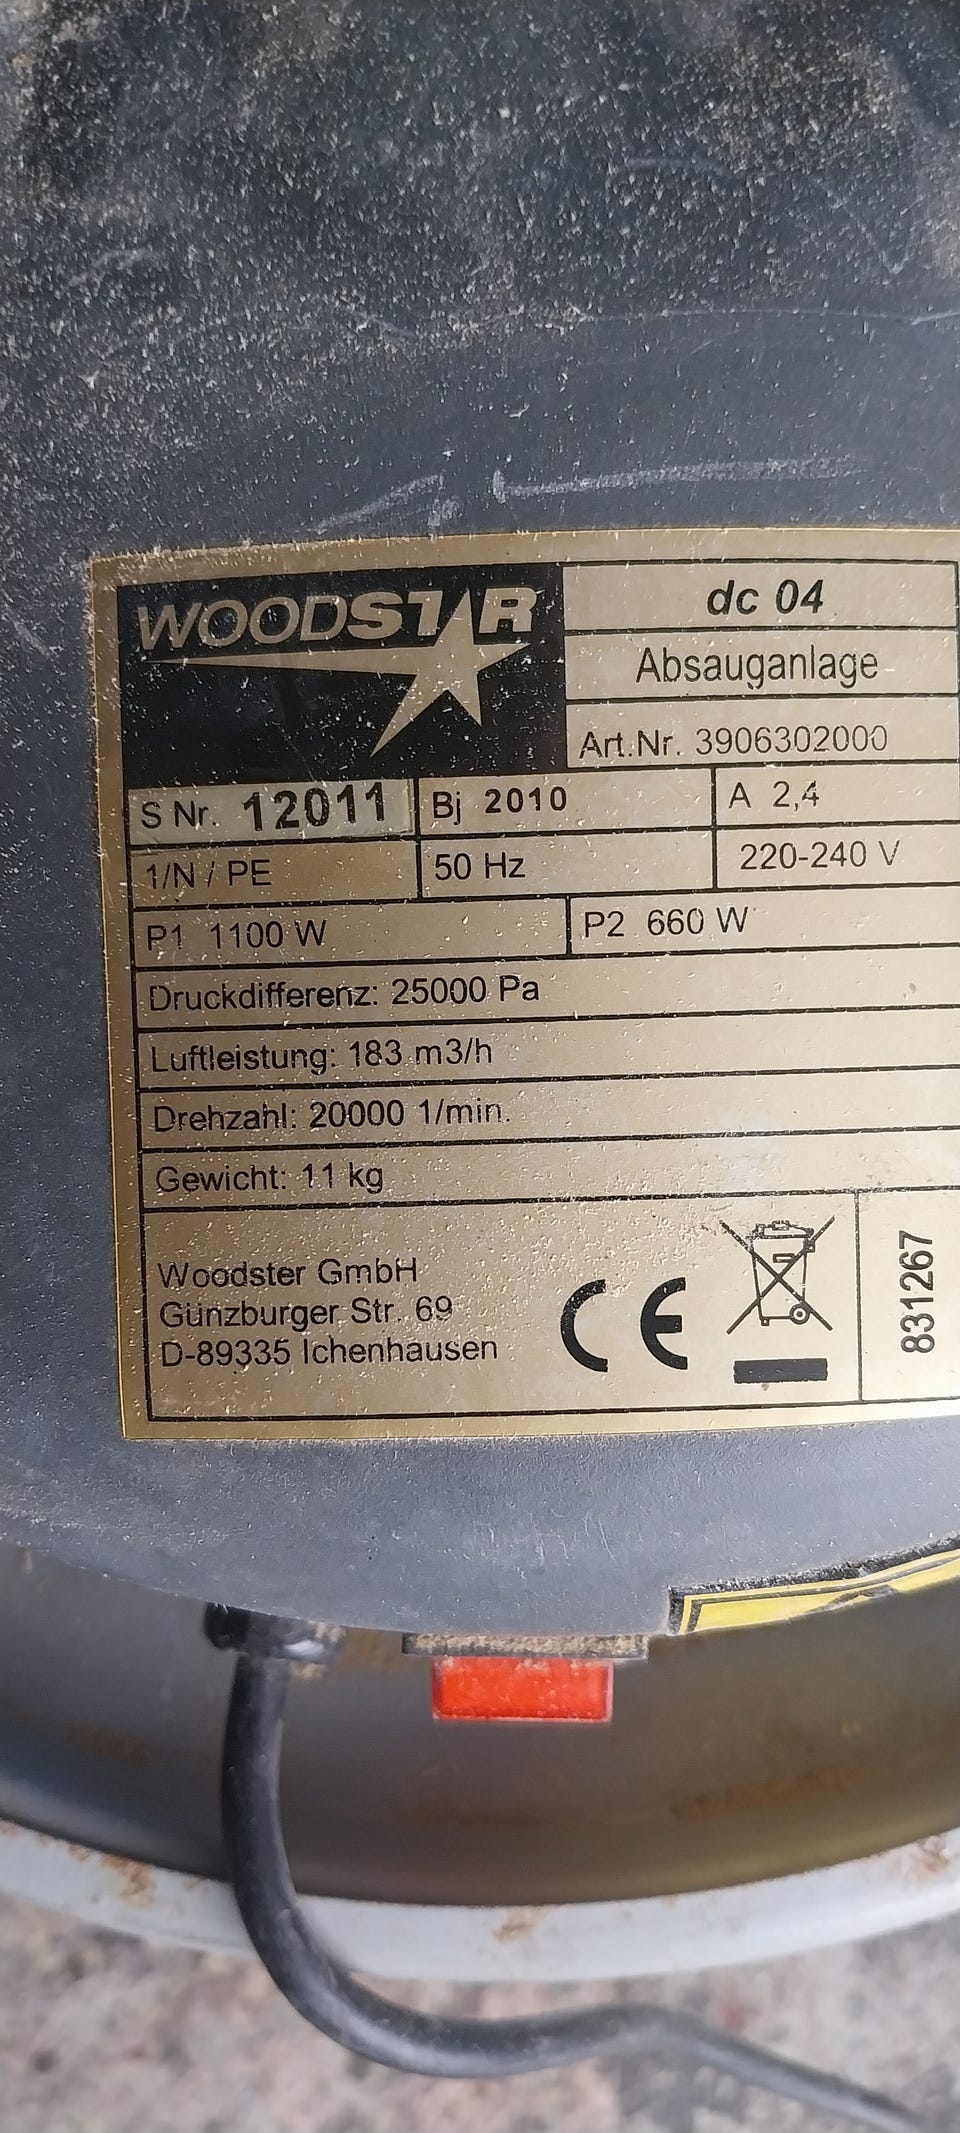 WOODSTAR
dc 04
Absauganlage
Art.Nr. 3906302000
S Nr. 12011
Bj 2010
A 2,4
1/N / PE
50 Hz
220-240 V
P1 1100 W
P2 660 W
Druckdifferenz: 25000 Pa
Luftleistung: 183 m3/h
Drehzahl: 20000 1/min.
Gewicht: 11 kg
Woodster GmbH
Günzburger Str. 69
D-89335 Ichenhausen
CE
831267